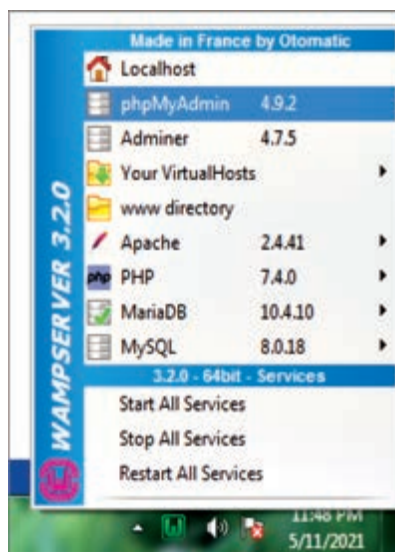 Made in France by Otomatic
Localhost
phpMyAdmin 4.9.2
Adminer 4.7.5
Your VirtualHosts
www directory
Apache 2.4.41
php PHP 7.4.0
MariaDB 10.4.10
MySQL 8.0.18
WAMPSERVER 3.2.0
3.2.0 - 64bit - Services
Start All Services
Stop All Services
Restart All Services
11:48 PM
5/11/2021